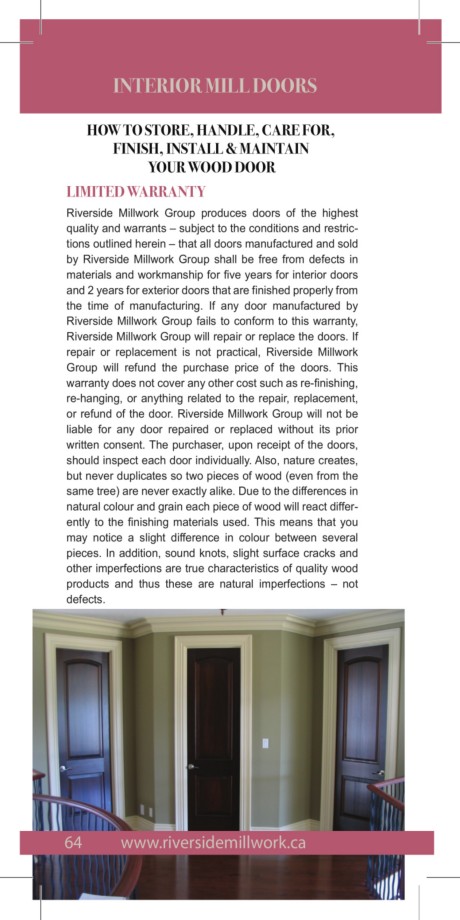 INTERIOR MILL DOORS
HOW TO STORE, HANDLE, CARE FOR,
FINISH, INSTALL & MAINTAIN
YOUR WOOD DOOR
LIMITED WARRANTY
Riverside Millwork Group produces doors of the highest
quality and warrants – subject to the conditions and restric-
tions outlined herein – that all doors manufactured and sold
by Riverside Millwork Group shall be free from defects in
materials and workmanship for five years for interior doors
and 2 years for exterior doors that are finished properly from
the time of manufacturing. If any door manufactured by
Riverside Millwork Group fails to conform to this warranty,
Riverside Millwork Group will repair or replace the doors. If
repair or replacement is not practical, Riverside Millwork
Group will refund the purchase price of the doors. This
warranty does not cover any other cost such as re-finishing,
re-hanging, or anything related to the repair, replacement,
or refund of the door. Riverside Millwork Group will not be
liable for any door repaired or replaced without its prior
written consent. The purchaser, upon receipt of the doors,
should inspect each door individually. Also, nature creates,
but never duplicates so two pieces of wood (even from the
same tree) are never exactly alike. Due to the differences in
natural colour and grain each piece of wood will react differ-
ently to the finishing materials used. This means that you
may notice a slight difference in colour between several
pieces. In addition, sound knots, slight surface cracks and
other imperfections are true characteristics of quality wood
products and thus these are natural imperfections – not
defects.
64 www.riversidemillwork.ca